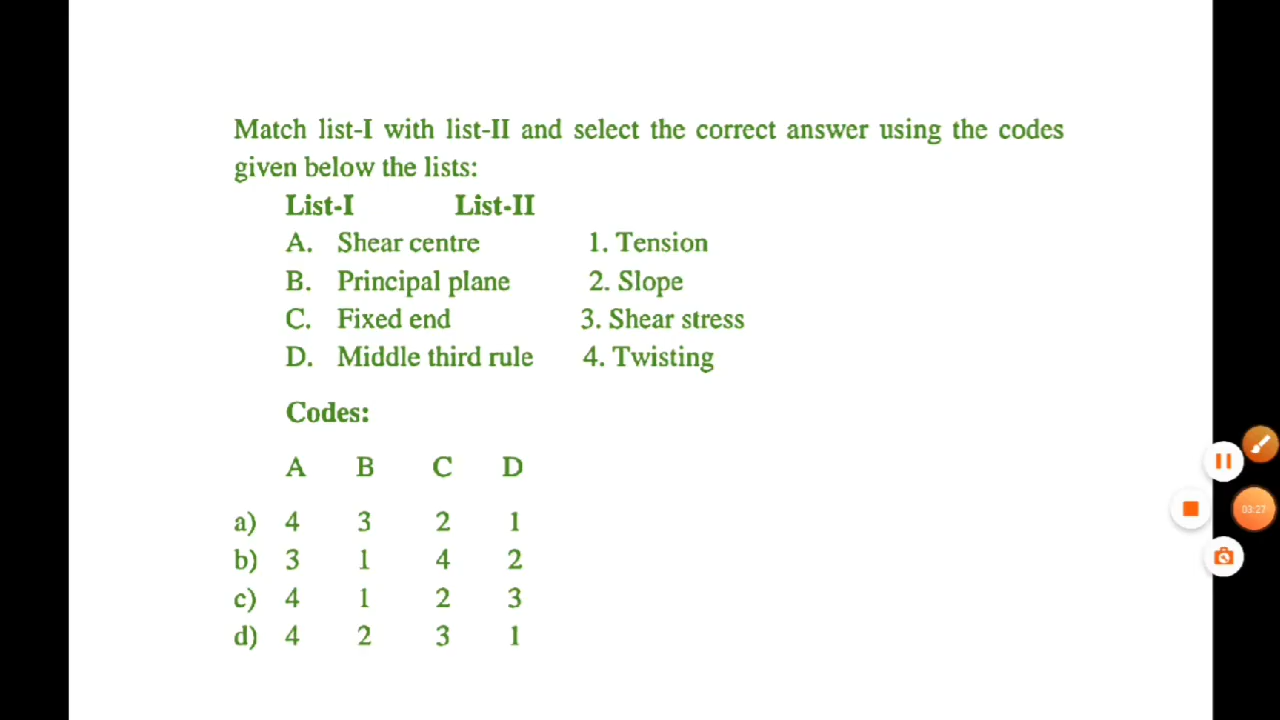 Match list-I with list-II and select the correct answer using the codes
given below the lists:
List-I List-II
A. Shear centre 1. Tension
B. Principal plane 2. Slope
C. Fixed end 3. Shear stress
D. Middle third rule 4. Twisting
Codes:
A B C D
a) 4 3 2 1
b) 3 1 4 2
c) 4 1 2 3
d) 4 2 3 1
03:27